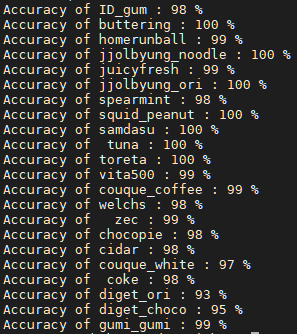 Accuracy of ID_gum : 98 %
Accuracy of buttering : 100 %
Accuracy of homerunball : 99 %
Accuracy of jjolbyung_noodle : 100 %
Accuracy of juicyfresh : 99 %
Accuracy of jjolbyung_ori : 100 %
Accuracy of spearmint : 98 %
Accuracy of squid_peanut : 100 %
Accuracy of samdasu : 100 %
Accuracy of  tuna : 100 %
Accuracy of toreta : 100 %
Accuracy of vita500 : 99 %
Accuracy of couque_coffee : 99 %
Accuracy of welchs : 98 %
Accuracy of   zec : 99 %
Accuracy of chocopie : 98 %
Accuracy of cidar : 98 %
Accuracy of couque_white : 97 %
Accuracy of  coke : 98 %
Accuracy of diget_ori : 93 %
Accuracy of diget_choco : 95 %
Accuracy of gumi_gumi : 99 %